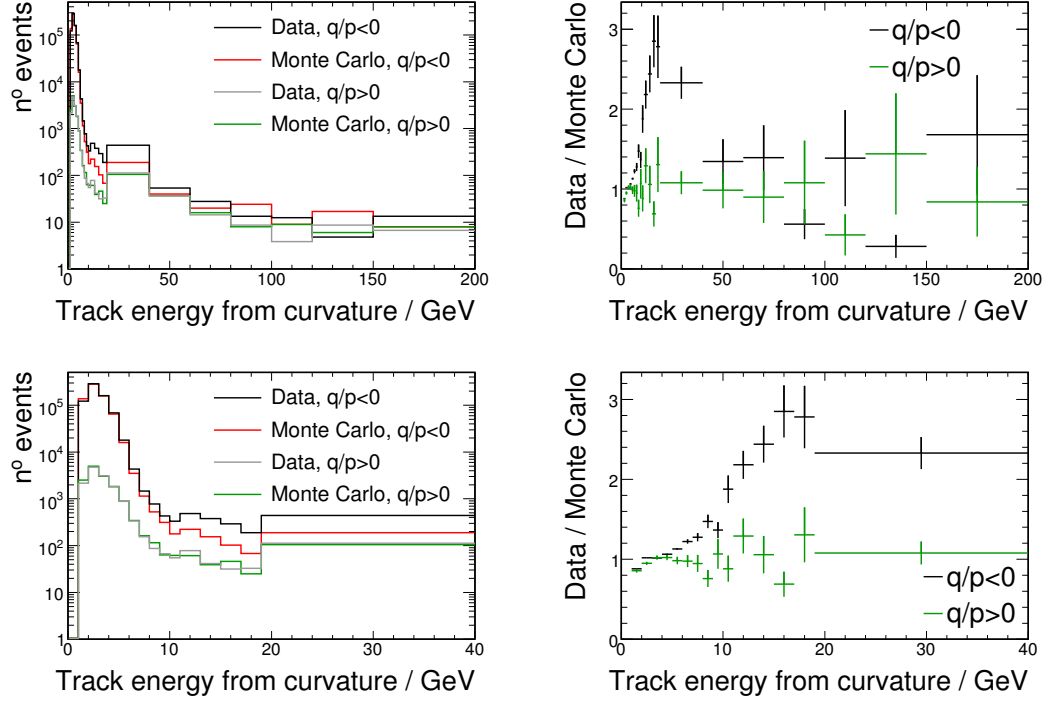 nº events
10⁵
10⁴
10³
10²
10
1
0 50 100 150 200
Track energy from curvature / GeV
Data, q/p<0
Monte Carlo, q/p<0
Data, q/p>0
Monte Carlo, q/p>0
Data / Monte Carlo
3
2
1
0
0 50 100 150 200
Track energy from curvature / GeV
q/p<0
q/p>0
nº events
10⁵
10⁴
10³
10²
10
1
0 10 20 30 40
Track energy from curvature / GeV
Data, q/p<0
Monte Carlo, q/p<0
Data, q/p>0
Monte Carlo, q/p>0
Data / Monte Carlo
3
2
1
0
0 10 20 30 40
Track energy from curvature / GeV
q/p<0
q/p>0